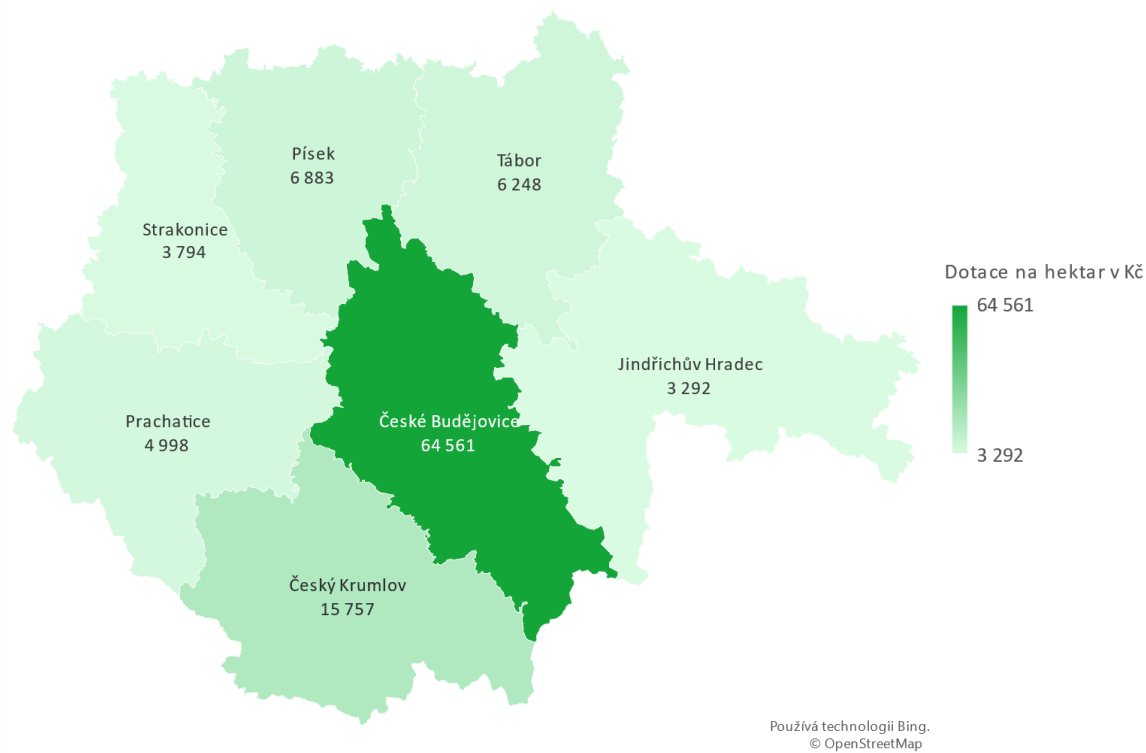 Písek
6 883
Tábor
6 248
Strakonice
3 794
Dotace na hektar v Kč
64 561
3 292
Jindřichův Hradec
3 292
Prachatice
4 998
České Budějovice
64 561
Český Krumlov
15 757
Používá technologii Bing.
© OpenStreetMap